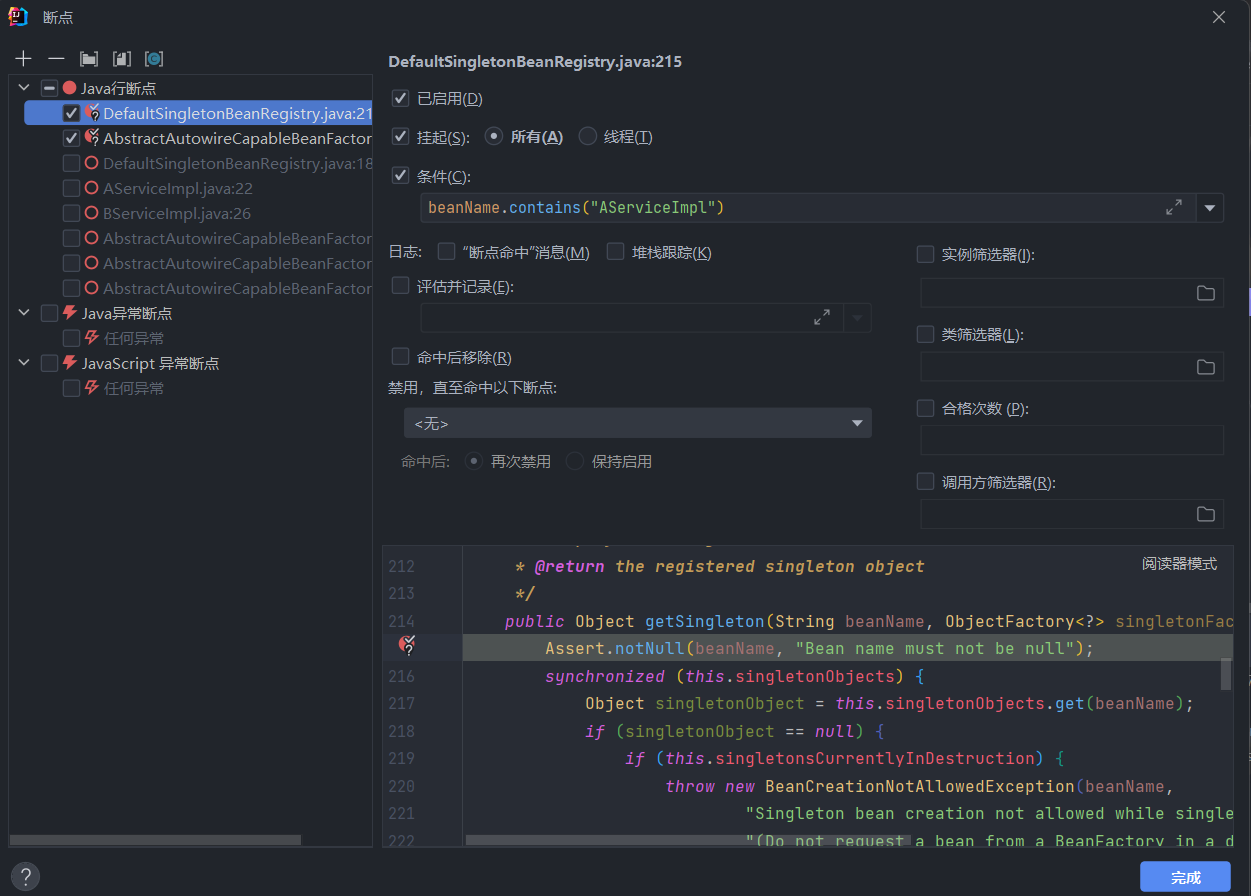 断点
Java行断点
DefaultSingletonBeanRegistry.java:21
AbstractAutowireCapableBeanFactor
DefaultSingletonBeanRegistry.java:18
AServiceImpl.java:22
BServiceImpl.java:26
AbstractAutowireCapableBeanFactor
AbstractAutowireCapableBeanFactor
AbstractAutowireCapableBeanFactor
Java异常断点
任何异常
JavaScript 异常断点
任何异常
DefaultSingletonBeanRegistry.java:215
已启用(D)
挂起(S): 所有(A) 线程(T)
条件(C):
beanName.contains("AServiceImpl")
日志: “断点命中”消息(M) 堆栈跟踪(K)
评估并记录(E):
命中后移除(R)
禁用，直至命中以下断点:
<无>
命中后: 再次禁用 保持启用
实例筛选器(I):
类筛选器(L):
合格次数 (P):
调用方筛选器(R):
阅读器模式
212 * @return the registered singleton object
213 */
214 public Object getSingleton(String beanName, ObjectFactory<?> singletonFac
Assert.notNull(beanName, "Bean name must not be null");
216 synchronized (this.singletonObjects) {
217 Object singletonObject = this.singletonObjects.get(beanName);
218 if (singletonObject == null) {
219 if (this.singletonsCurrentlyInDestruction) {
220 throw new BeanCreationNotAllowedException(beanName,
221 "Singleton bean creation not allowed while single
222 "(Do not request a bean from a BeanFactory in a d
?
完成